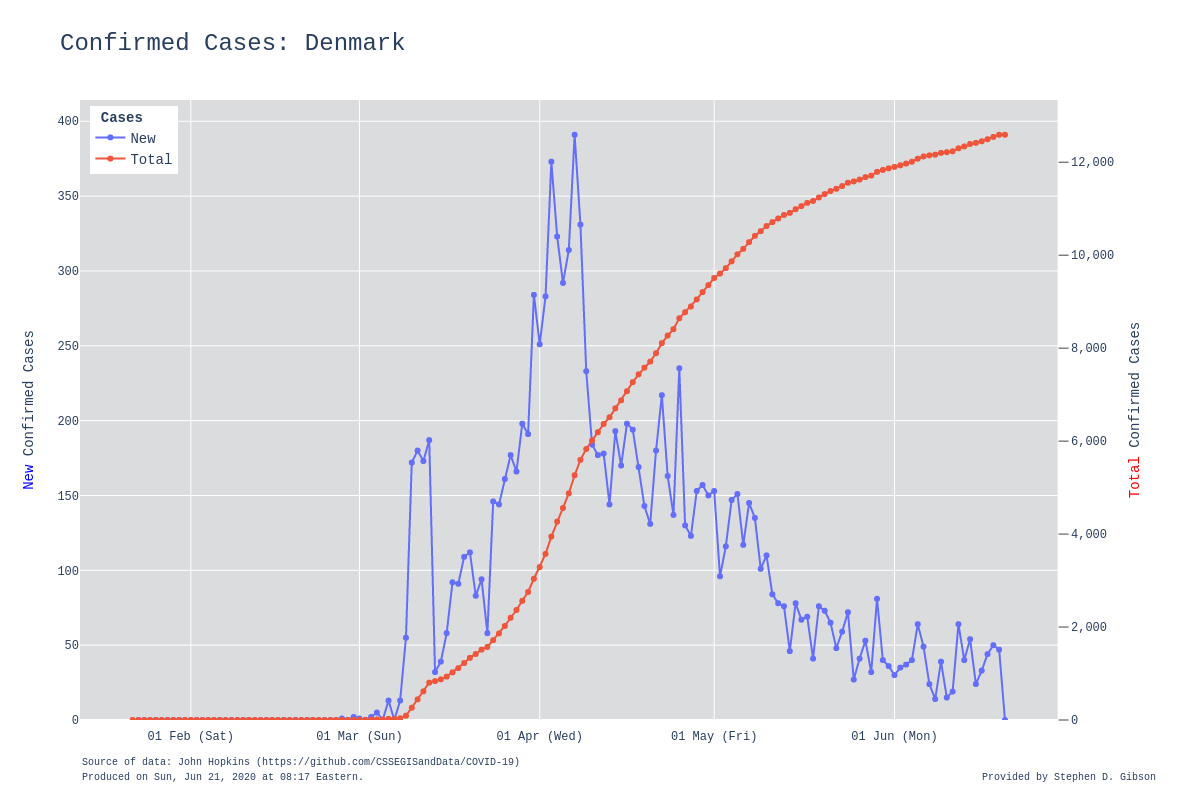 Confirmed Cases: Denmark
Cases
New
Total
400
350
300
250
200
150
100
50
0
12,000
10,000
8,000
6,000
4,000
2,000
0
New Confirmed Cases
Total Confirmed Cases
01 Feb (Sat)
01 Mar (Sun)
01 Apr (Wed)
01 May (Fri)
01 Jun (Mon)
Source of data: John Hopkins (https://github.com/CSSEGISandData/COVID-19)
Produced on Sun, Jun 21, 2020 at 08:17 Eastern.
Provided by Stephen D. Gibson